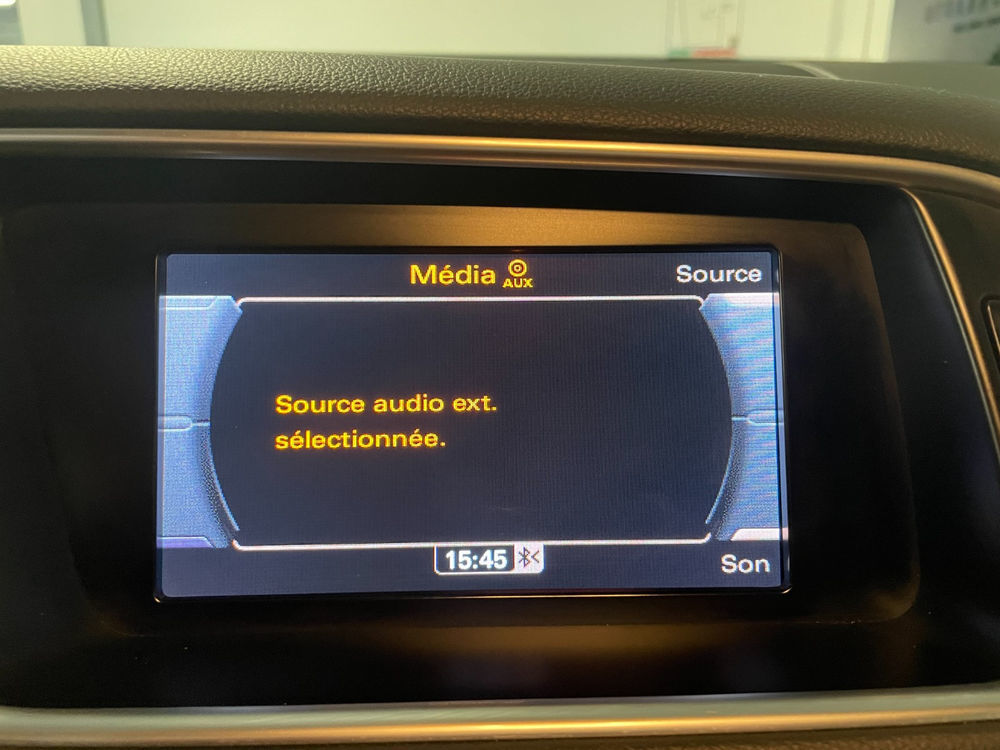 Média AUX
Source
Source audio ext.
sélectionnée.
15:45
Son